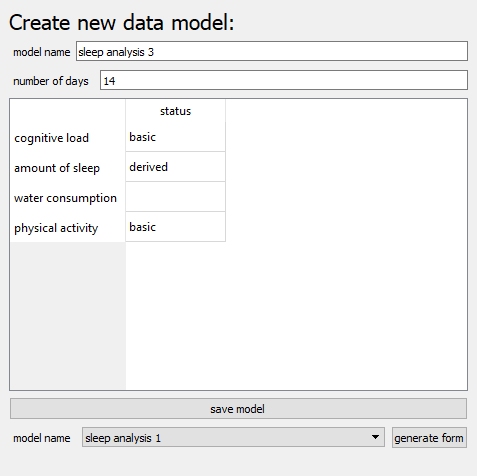 Create new data model:
model name sleep analysis 3
number of days 14
status
cognitive load basic
amount of sleep derived
water consumption
physical activity basic
save model
model name sleep analysis 1 generate form